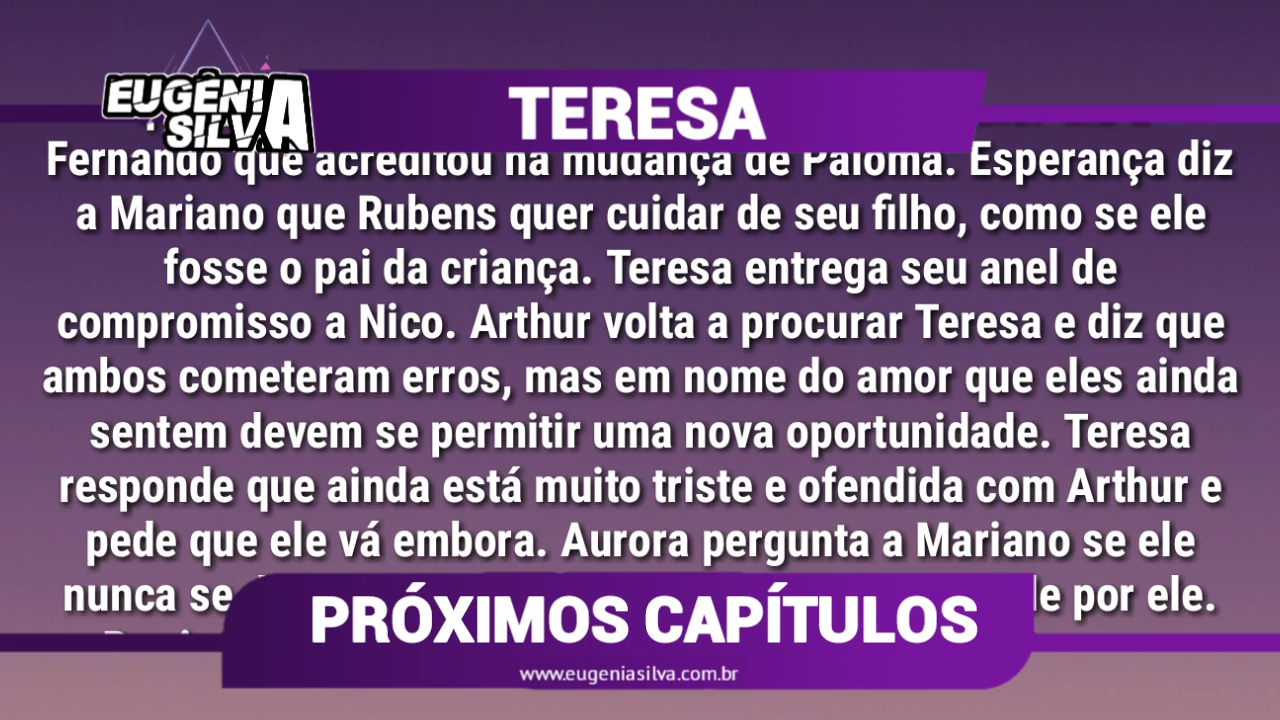 EUGÊNIA
SILVA
TERESA
Fernando que acreditou na mudança de Paloma. Esperança diz
a Mariano que Rubens quer cuidar de seu filho, como se ele
fosse o pai da criança. Teresa entrega seu anel de
compromisso a Nico. Arthur volta a procurar Teresa e diz que
ambos cometeram erros, mas em nome do amor que eles ainda
sentem devem se permitir uma nova oportunidade. Teresa
responde que ainda está muito triste e ofendida com Arthur e
pede que ele vá embora. Aurora pergunta a Mariano se ele
nunca se por ele.
PRÓXIMOS CAPÍTULOS
www.eugeniasilva.com.br